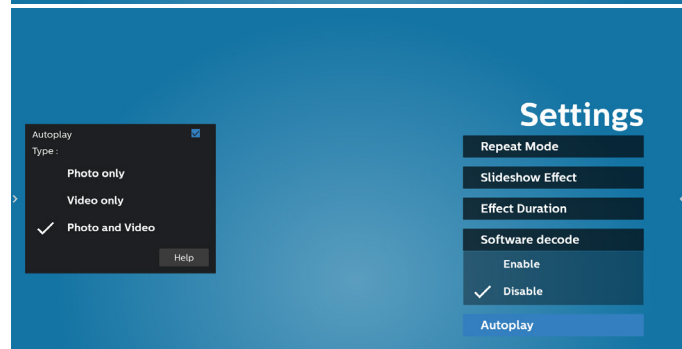 Settings
Autoplay
Type :
Photo only
Video only
Photo and Video
Help
Repeat Mode
Slideshow Effect
Effect Duration
Software decode
Enable
Disable
Autoplay